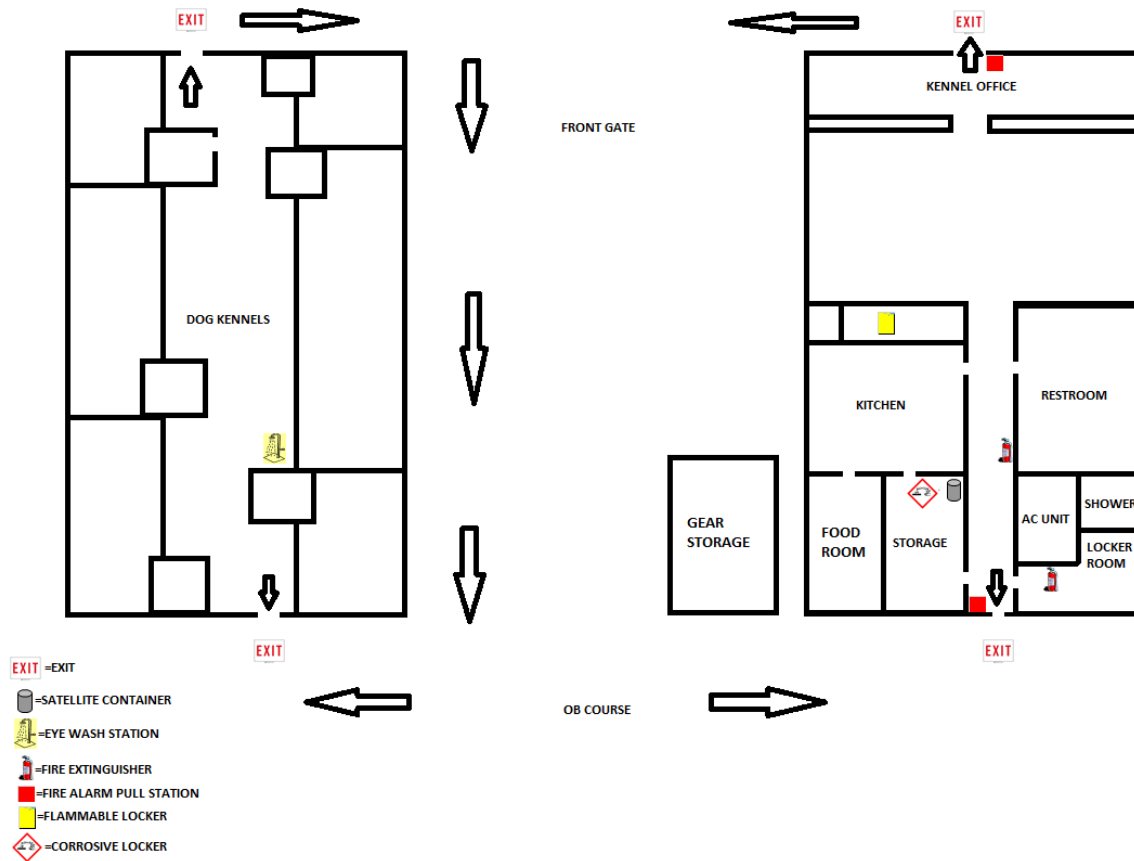 EXIT
EXIT
KENNEL OFFICE
FRONT GATE
DOG KENNELS
RESTROOM
KITCHEN
SHOWER
AC UNIT
GEAR
STORAGE
FOOD
ROOM
STORAGE
LOCKER
ROOM
EXIT
EXIT
EXIT =EXIT
=SATELLITE CONTAINER
OB COURSE
=EYE WASH STATION
=FIRE EXTINGUISHER
=FIRE ALARM PULL STATION
=FLAMMABLE LOCKER
=CORROSIVE LOCKER